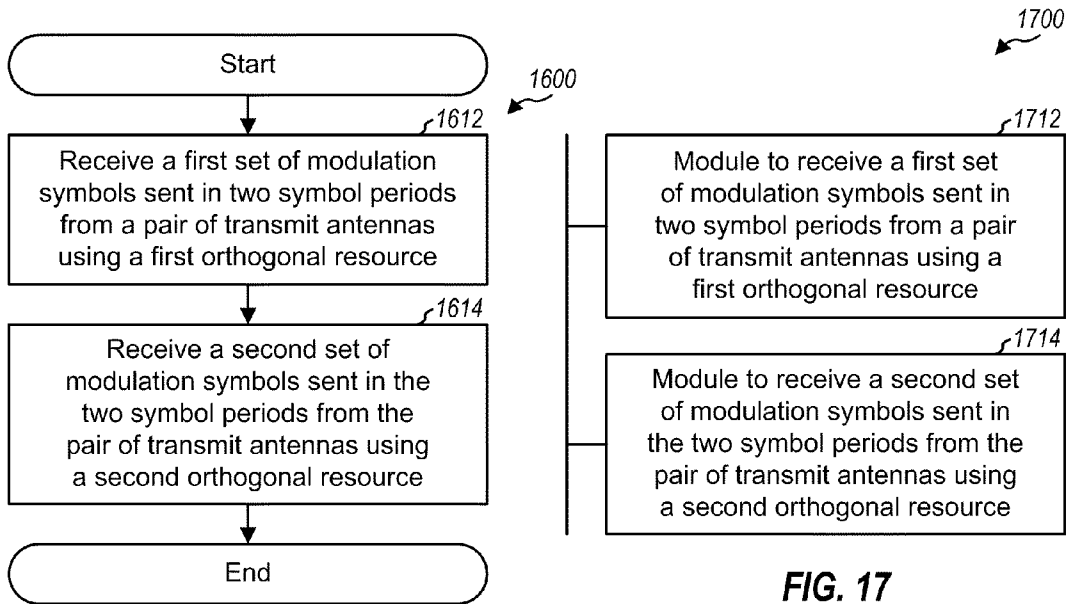 Start
1600
1612
Receive a first set of modulation
symbols sent in two symbol periods
from a pair of transmit antennas
using a first orthogonal resource
1614
Receive a second set of
modulation symbols sent in the
two symbol periods from the
pair of transmit antennas using
a second orthogonal resource
End
1700
1712
Module to receive a first set
of modulation symbols sent in
two symbol periods from a pair
of transmit antennas using a
first orthogonal resource
1714
Module to receive a second set
of modulation symbols sent in
the two symbol periods from the
pair of transmit antennas using
a second orthogonal resource
FIG. 17